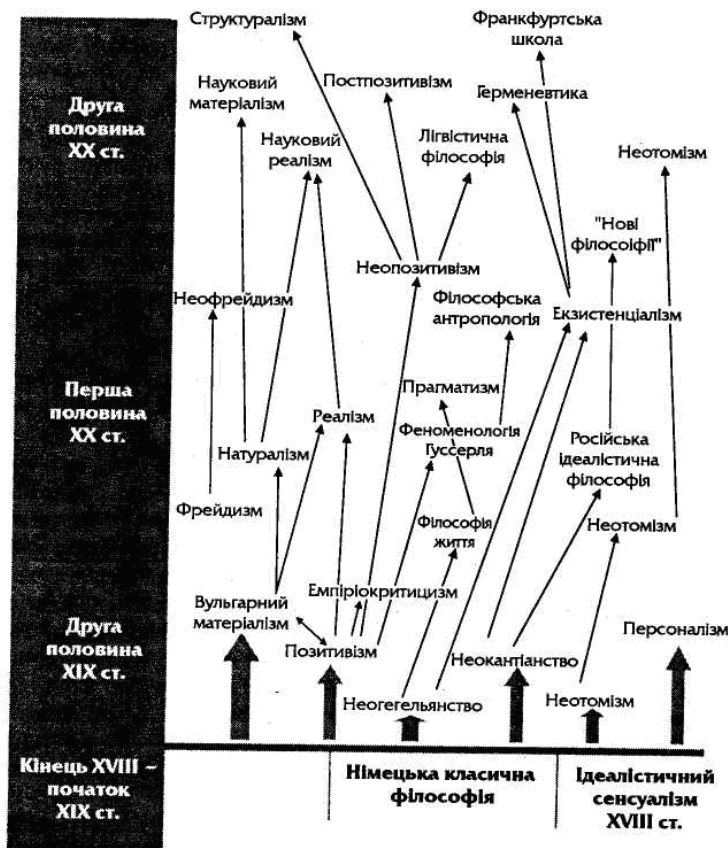 Структуралізм
Франкфуртська
школа
Науковий
матеріалізм
Постпозитивізм
Герменевтика
Друга
половина
XX ст.
Науковий
реалізм
Лігвістична
філософія
Неотомізм
"Нові
філософії"
Неопозитивізм
Неофрейдизм
Філософська
антропологія
Екзистенціалізм
Перша
половина
XX ст.
Прагматизм
Реалізм
Феноменологія
Гуссерля
Натуралізм
Російська
ідеалістична
філософія
Фрейдизм
Філософія
життя
Неотомізм
Друга
половина
XIX ст.
Емпіріокритицизм
Вульгарний
матеріалізм
Персоналізм
Позитивізм
Неокантіанство
Неогегельянство
Неотомізм
Кінець XVIII –
початок
XIX ст.
Німецька класична
філософія
Ідеалістичний
сенсуалізм
XVIII ст.